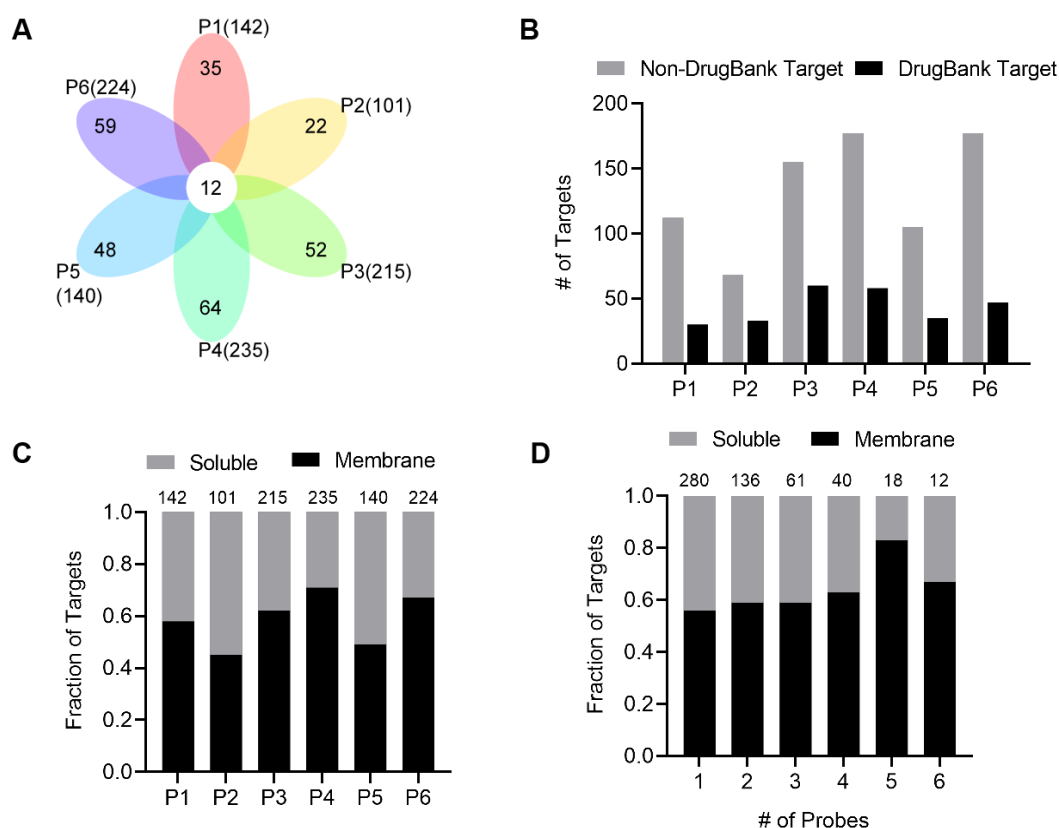 A
P1(142)
35
P6(224)
59
P2(101)
22
12
48
52
P5
(140)
P3(215)
64
P4(235)
B
Non-DrugBank Target
DrugBank Target
# of Targets
200
150
100
50
0
P1 P2 P3 P4 P5 P6
C
Soluble
Membrane
142 101 215 235 140 224
Fraction of Targets
1.0
0.8
0.6
0.4
0.2
0.0
P1 P2 P3 P4 P5 P6
D
Soluble
Membrane
280 136 61 40 18 12
Fraction of Targets
1.0
0.8
0.6
0.4
0.2
0.0
1 2 3 4 5 6
# of Probes